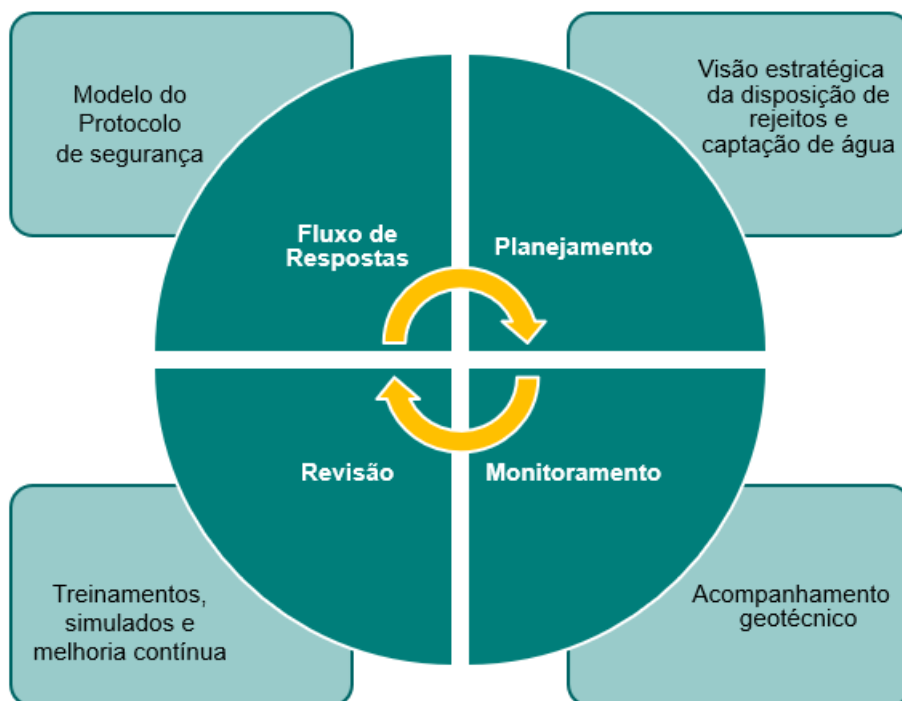 Modelo do
Protocolo
de segurança
Visão estratégica
da disposição de
rejeitos e
captação de água
Fluxo de
Respostas
Planejamento
Revisão
Monitoramento
Treinamentos,
simulados e
melhoria contínua
Acompanhamento
geotécnico